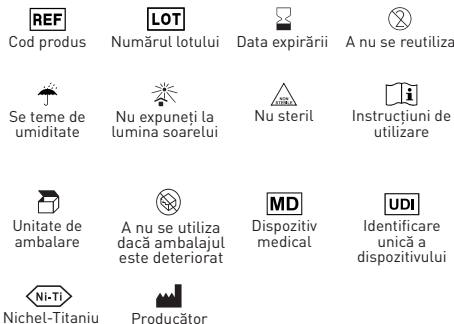 REF
LOT
Cod produs
Numărul lotului
Data expirării
A nu se reutiliza
NON
STERILE
Se teme de
umiditate
Nu expuneți la
lumina soarelui
Nu steril
Instrucțiuni de
utilizare
MD
UDI
Unitate de
ambalare
A nu se utiliza
dacă ambalajul
este deteriorat
Dispozitiv
medical
Identificare
unică a
dispozitivului
Ni-Ti
Nichel-Titaniu
Producător